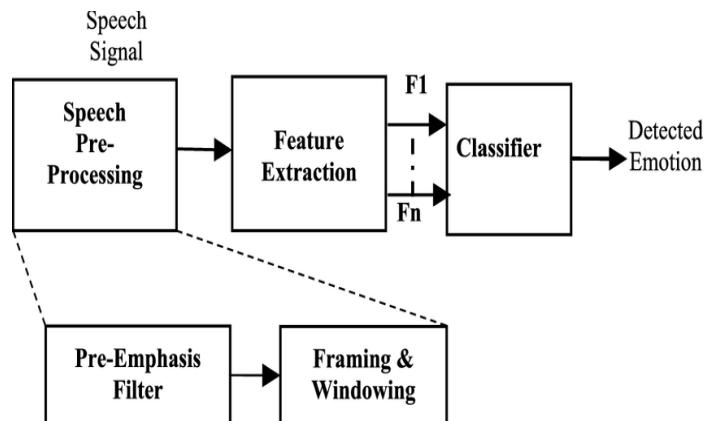 Speech
Signal
Speech
Pre-
Processing
Feature
Extraction
F1
Fn
Classifier
Detected
Emotion
Pre-Emphasis
Filter
Framing &
Windowing